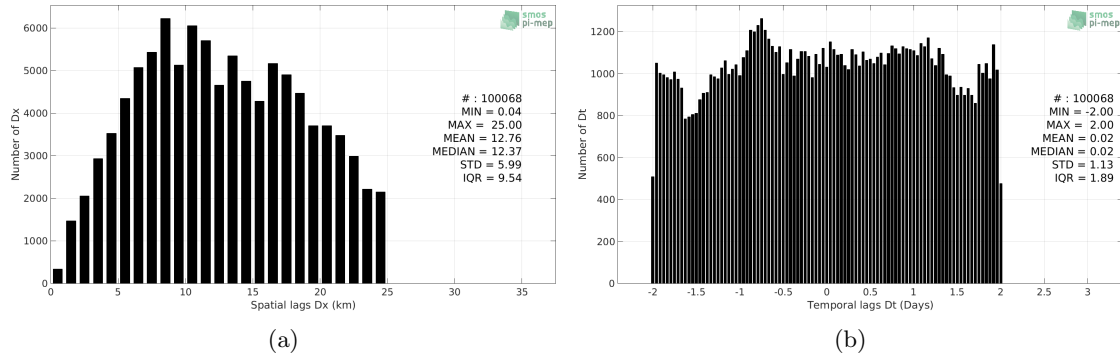 6000
5000
4000
3000
2000
1000
0
Number of Dx
0 5 10 15 20 25 30 35
Spatial lags Dx (km)
smos
pi-mep
# : 100068
MIN = 0.04
MAX = 25.00
MEAN = 12.76
MEDIAN = 12.37
STD = 5.99
IQR = 9.54
(a)
1200
1000
800
600
400
200
0
Number of Dt
-2 -1.5 -1 -0.5 0 0.5 1 1.5 2 2.5 3
Temporal lags Dt (Days)
smos
pi-mep
# : 100068
MIN = -2.00
MAX = 2.00
MEAN = 0.02
MEDIAN = 0.02
STD = 1.13
IQR = 1.89
(b)